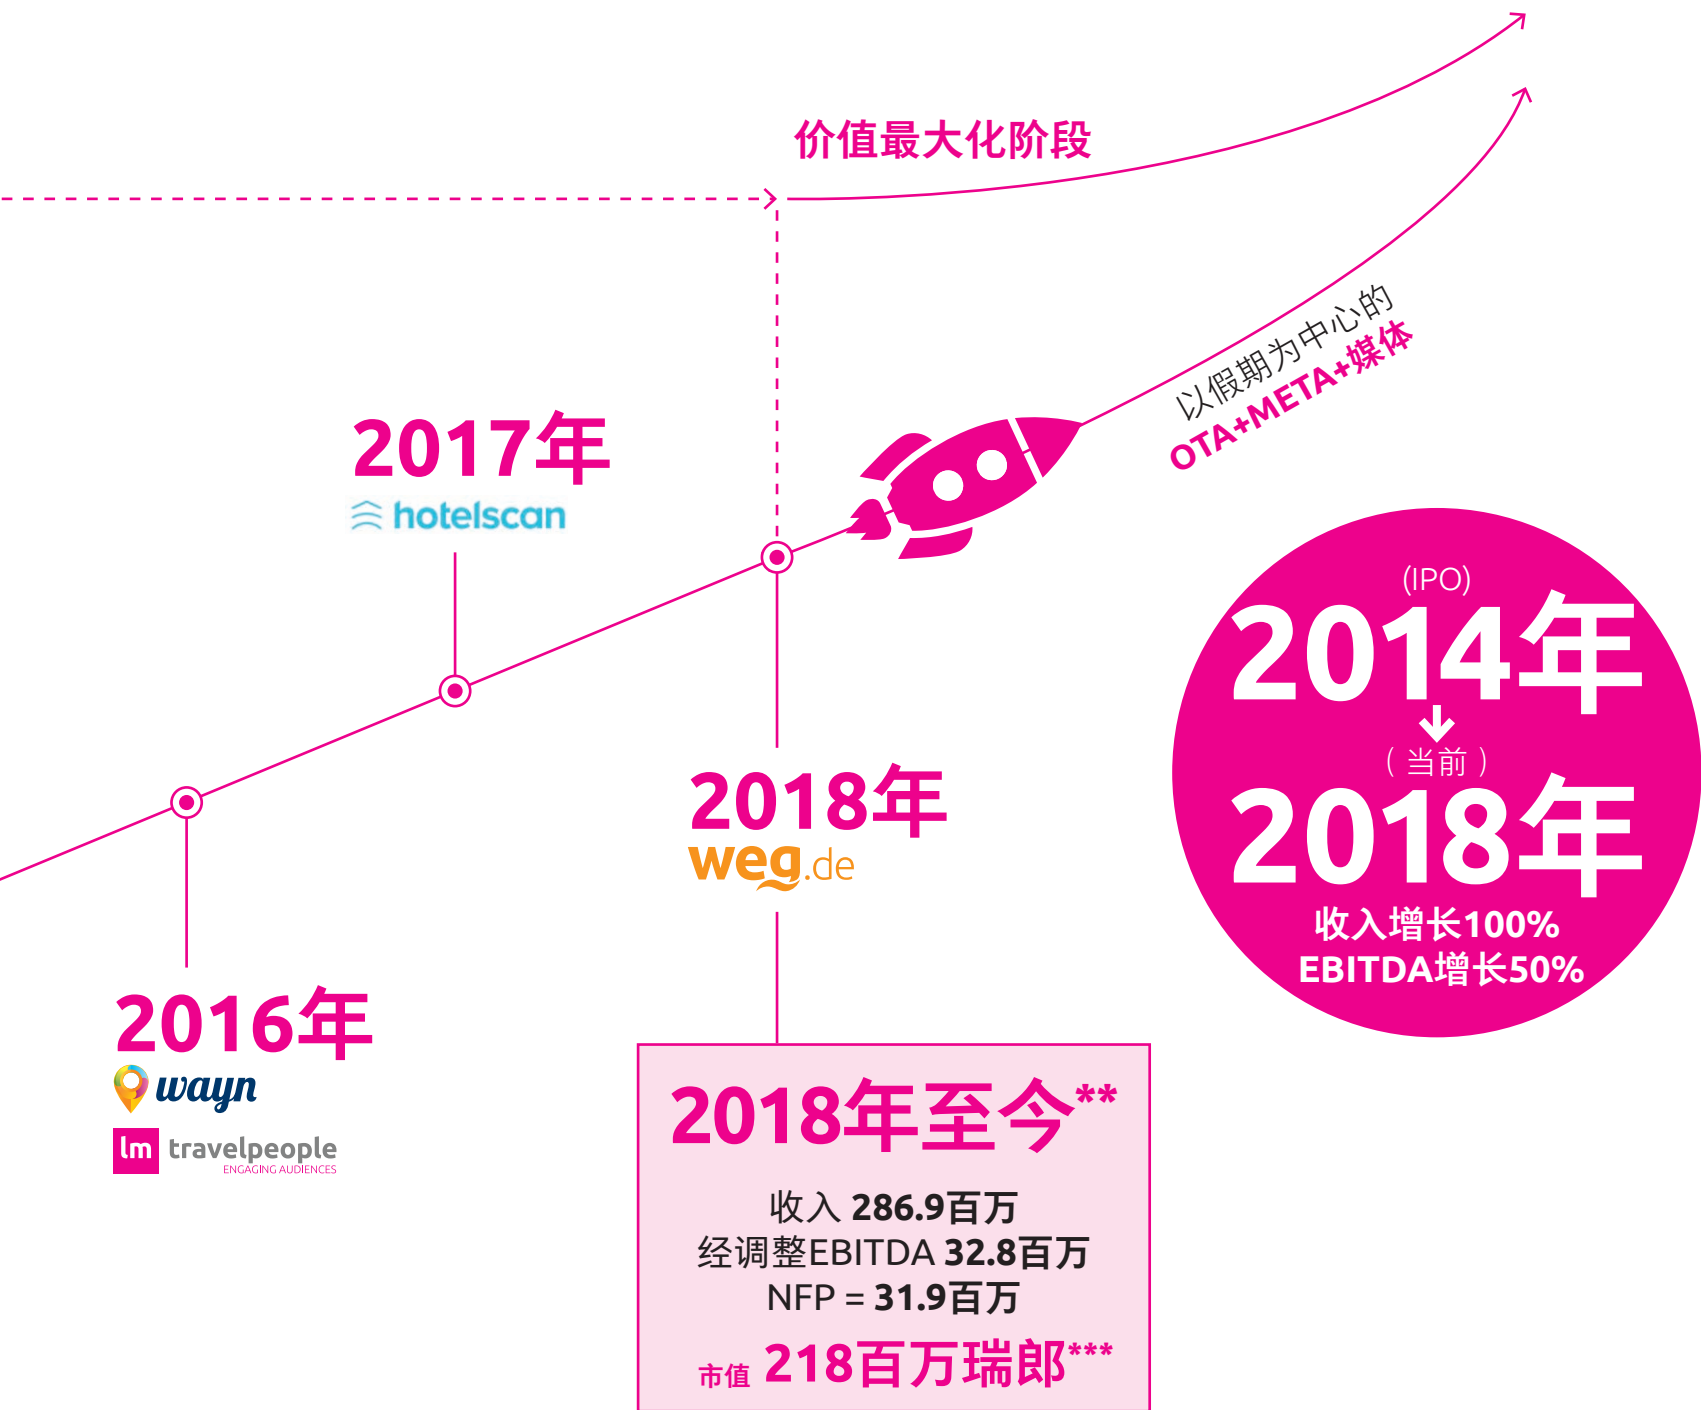 价值最大化阶段
以假期为中心的
OTA+META+媒体
2017年
hotelscan
(IPO)
2014年
（当前）
2018年
收入增长100%
EBITDA增长50%
2018年
weg.de
2016年
wayn
lm travelpeople
ENGAGING AUDIENCES
2018年至今**
收入 286.9百万
经调整EBITDA 32.8百万
NFP = 31.9百万
市值 218百万瑞郎***